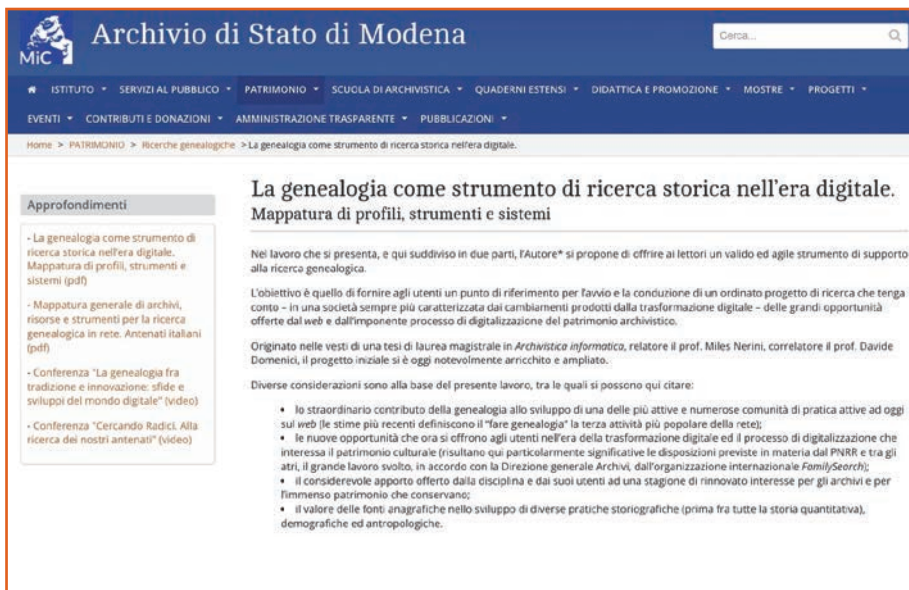 MiC
Archivio di Stato di Modena
Cerca...
ISTITUTO
SERVIZI AL PUBBLICO
PATRIMONIO
SCUOLA DI ARCHIVISTICA
QUADERNI ESTENSI
DIDATTICA E PROMOZIONE
MOSTRE
PROGETTI
EVENTI
CONTRIBUTI E DONAZIONI
AMMINISTRAZIONE TRASPARENTE
PUBBLICAZIONI
Home > PATRIMONIO > Ricerche genealogiche > La genealogia come strumento di ricerca storica nell'era digitale.
Approfondimenti
- La genealogia come strumento di
ricerca storica nell'era digitale.
Mappatura di profili, strumenti e
sistemi (pdf)
- Mappatura generale di archivi,
risorse e strumenti per la ricerca
genealogica in rete. Antenati italiani
(pdf)
- Conferenza "La genealogia fra
tradizione e innovazione: sfide e
sviluppi del mondo digitale" (video)
- Conferenza "Cercando Radici. Alla
ricerca dei nostri antenati" (video)
La genealogia come strumento di ricerca storica nell'era digitale.
Mappatura di profili, strumenti e sistemi
Nel lavoro che si presenta, e qui suddiviso in due parti, l'Autore* si propone di offrire ai lettori un valido ed agile strumento di supporto
alla ricerca genealogica.
L'obiettivo è quello di fornire agli utenti un punto di riferimento per l'avvio e la conduzione di un ordinato progetto di ricerca che tenga
conto – in una società sempre più caratterizzata dai cambiamenti prodotti dalla trasformazione digitale – delle grandi opportunità
offerte dal web e dall'imponente processo di digitalizzazione del patrimonio archivistico.
Originato nelle vesti di una tesi di laurea magistrale in Archivistica informatica, relatore il prof. Miles Nerini, correlatore il prof. Davide
Domenici, il progetto iniziale si è oggi notevolmente arricchito e ampliato.
Diverse considerazioni sono alla base del presente lavoro, tra le quali si possono qui citare:
• lo straordinario contributo della genealogia allo sviluppo di una delle più attive e numerose comunità di pratica attive ad oggi
sul web (le stime più recenti definiscono il "fare genealogia" la terza attività più popolare della rete);
• le nuove opportunità che ora si offrono agli utenti nell'era della trasformazione digitale ed il processo di digitalizzazione che
interessa il patrimonio culturale (risultano qui particolarmente significative le disposizioni previste in materia dal PNRR e tra gli
atri, il grande lavoro svolto, in accordo con la Direzione generale Archivi, dall'organizzazione internazionale FamilySearch);
• il considerevole apporto offerto dalla disciplina e dai suoi utenti ad una stagione di rinnovato interesse per gli archivi e per
l'immenso patrimonio che conservano;
• il valore delle fonti anagrafiche nello sviluppo di diverse pratiche storiografiche (prima fra tutte la storia quantitativa),
demografiche ed antropologiche.